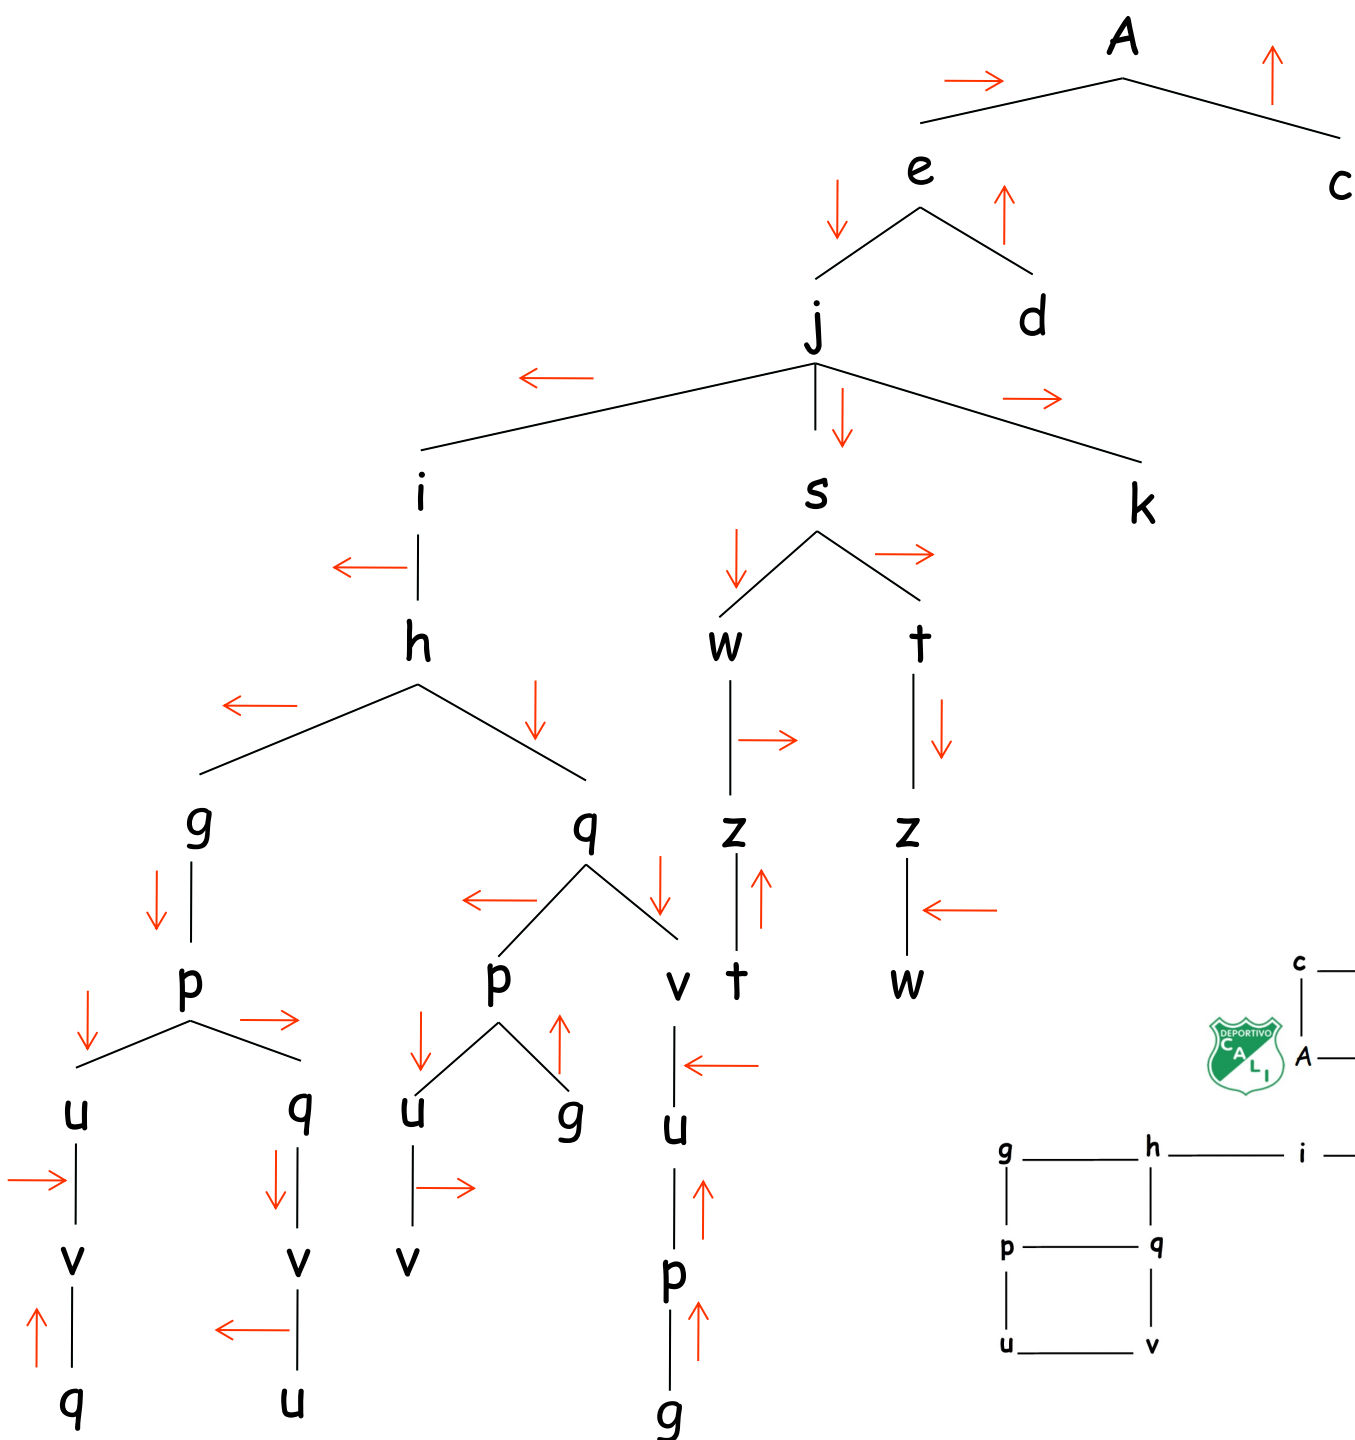 A
e c
j d
i s k
h w t
g q z z
p p v t w
u q u g u
v v v p
q u g
c
DEPORTIVO
CALI
A
g h i
p q
u v